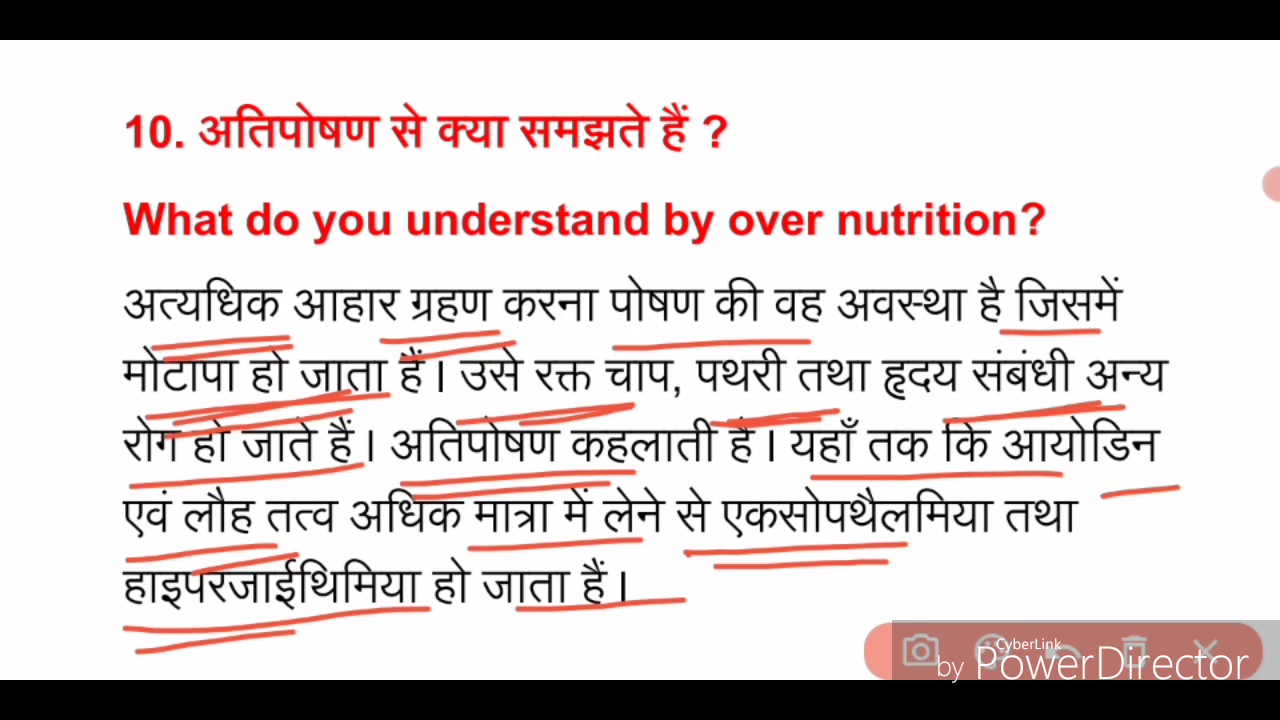 10. अतिपोषण से क्या समझते हैं ?
What do you understand by over nutrition?
अत्यधिक आहार ग्रहण करना पोषण की वह अवस्था है जिसमें
मोटापा हो जाता हैं। उसे रक्त चाप, पथरी तथा हृदय संबंधी अन्य
रोग हो जाते हैं। अतिपोषण कहलाती है। यहाँ तक कि आयोडिन
एवं लौह तत्व अधिक मात्रा में लेने से एकसोपथैलमिया तथा
हाइपरजाईथिमिया हो जाता हैं।
CyberLink
by PowerDirector